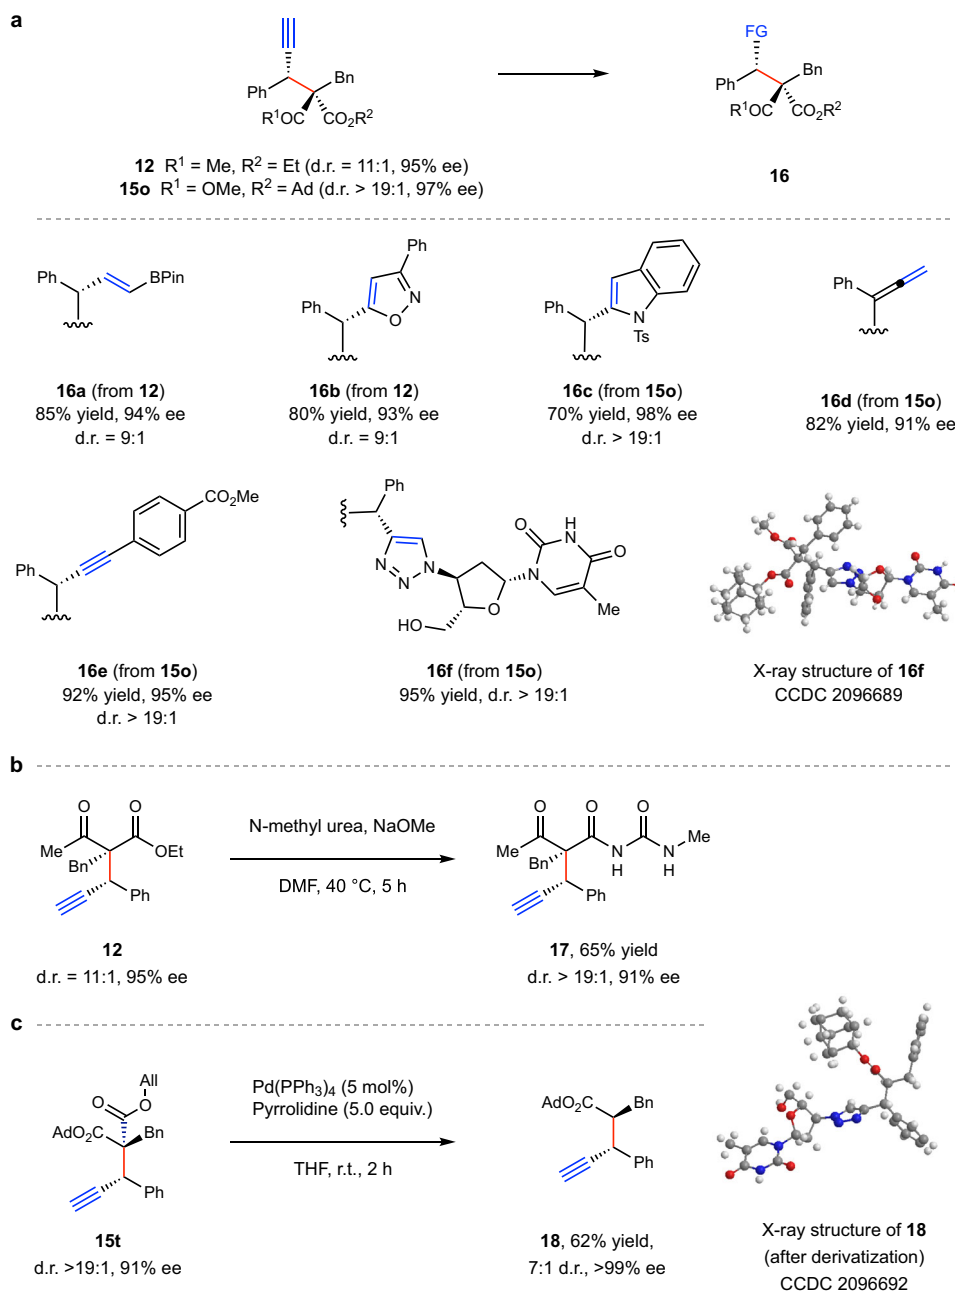 a
FG
Ph
Bn
R1OC
CO2R2
Ph
Bn
R1OC
CO2R2
12 R1 = Me, R2 = Et (d.r. = 11:1, 95% ee)
15o R1 = OMe, R2 = Ad (d.r. > 19:1, 97% ee)
16
Ph
BPin
Ph
Ph
N
O
Ph
N
Ts
Ph
16a (from 12)
85% yield, 94% ee
d.r. = 9:1
16b (from 12)
80% yield, 93% ee
d.r. = 9:1
16c (from 15o)
70% yield, 98% ee
d.r. > 19:1
16d (from 15o)
82% yield, 91% ee
CO2Me
Ph
Ph
N
N
N
O
HO
O
NH
N
O
Me
16e (from 15o)
92% yield, 95% ee
d.r. > 19:1
16f (from 15o)
95% yield, d.r. > 19:1
X-ray structure of 16f
CCDC 2096689
b
O
O
Me
OEt
Bn
Ph
N-methyl urea, NaOMe
DMF, 40 °C, 5 h
O
O
O
Me
Me
N
H
N
H
Bn
Ph
12
d.r. = 11:1, 95% ee
17, 65% yield
d.r. > 19:1, 91% ee
c
All
O
O
AdO2C
Bn
Ph
Pd(PPh3)4 (5 mol%)
Pyrrolidine (5.0 equiv.)
THF, r.t., 2 h
AdO2C
Bn
Ph
15t
d.r. >19:1, 91% ee
18, 62% yield,
7:1 d.r., >99% ee
X-ray structure of 18
(after derivatization)
CCDC 2096692